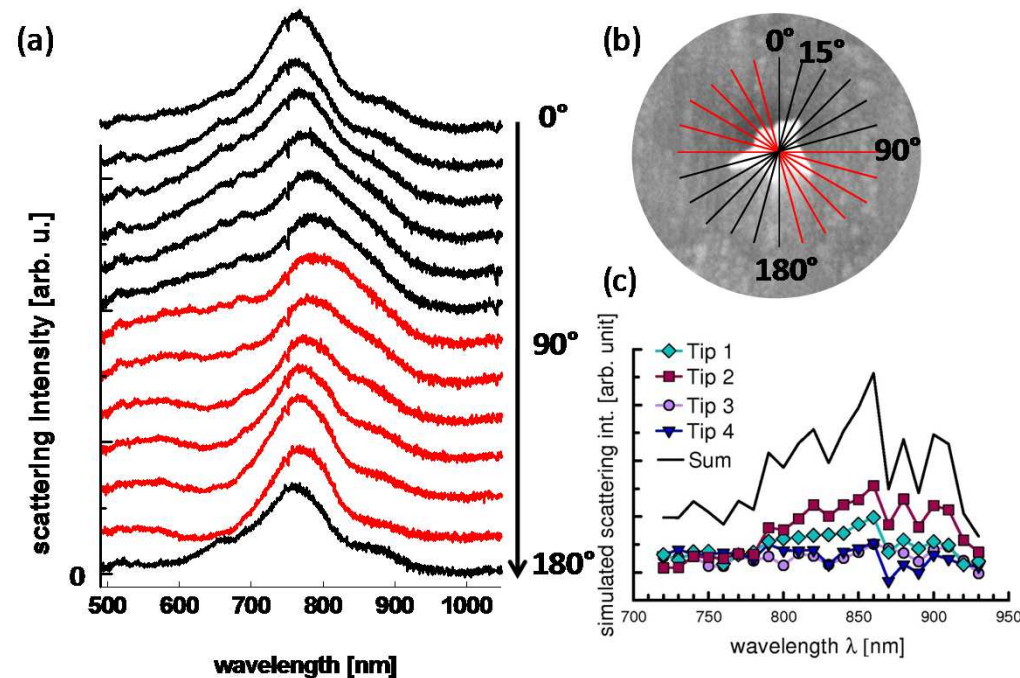 (a)
0°
90°
180°
scattering Intensity [arb. u.]
0
500 600 700 800 900 1000
wavelength [nm]
(b)
0°
15°
90°
180°
(c)
simulated scattering int. [arb. unit]
Tip 1
Tip 2
Tip 3
Tip 4
Sum
700 800 850 900 950
wavelength λ [nm]